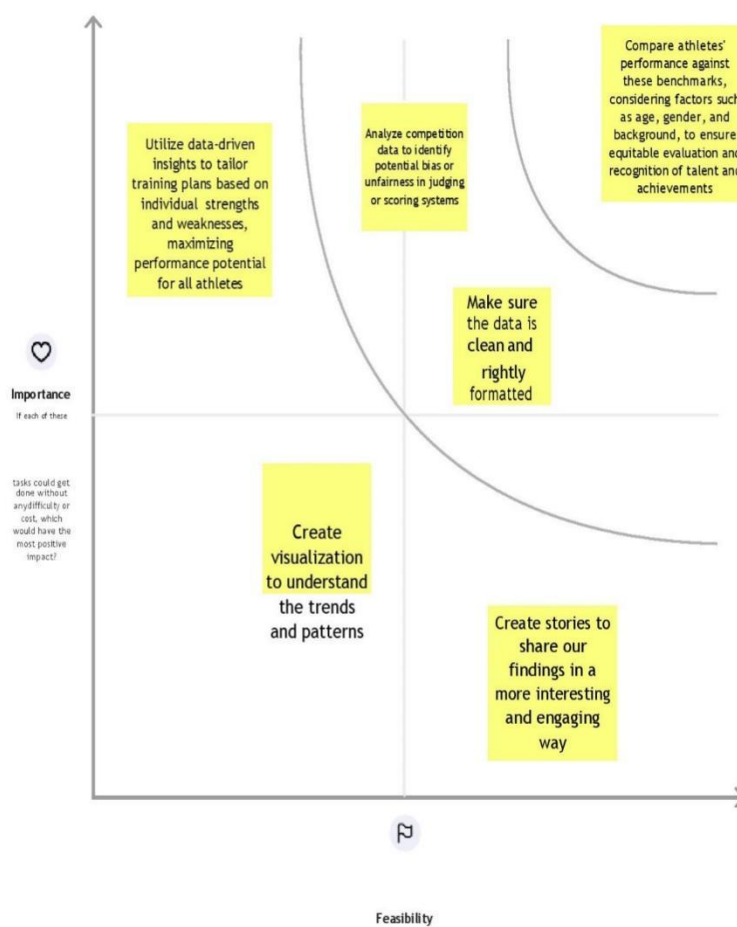 Compare athletes'
performance against
these benchmarks,
considering factors such
as age, gender, and
background, to ensure
equitable evaluation and
recognition of talent and
achievements
Analyze competition
data to identify
potential bias or
unfairness in judging
or scoring systems
Utilize data-driven
insights to tailor
training plans based on
individual strengths
and weaknesses,
maximizing
performance potential
for all athletes
Make sure
the data is
clean and
rightly
formatted
Importance
If each of these
tasks could get
done without
anydifficulty or
cost, which
would have the
most positive
impact?
Create
visualization
to understand
the trends
and patterns
Create stories to
share our
findings in a
more interesting
and engaging
way
Feasibility